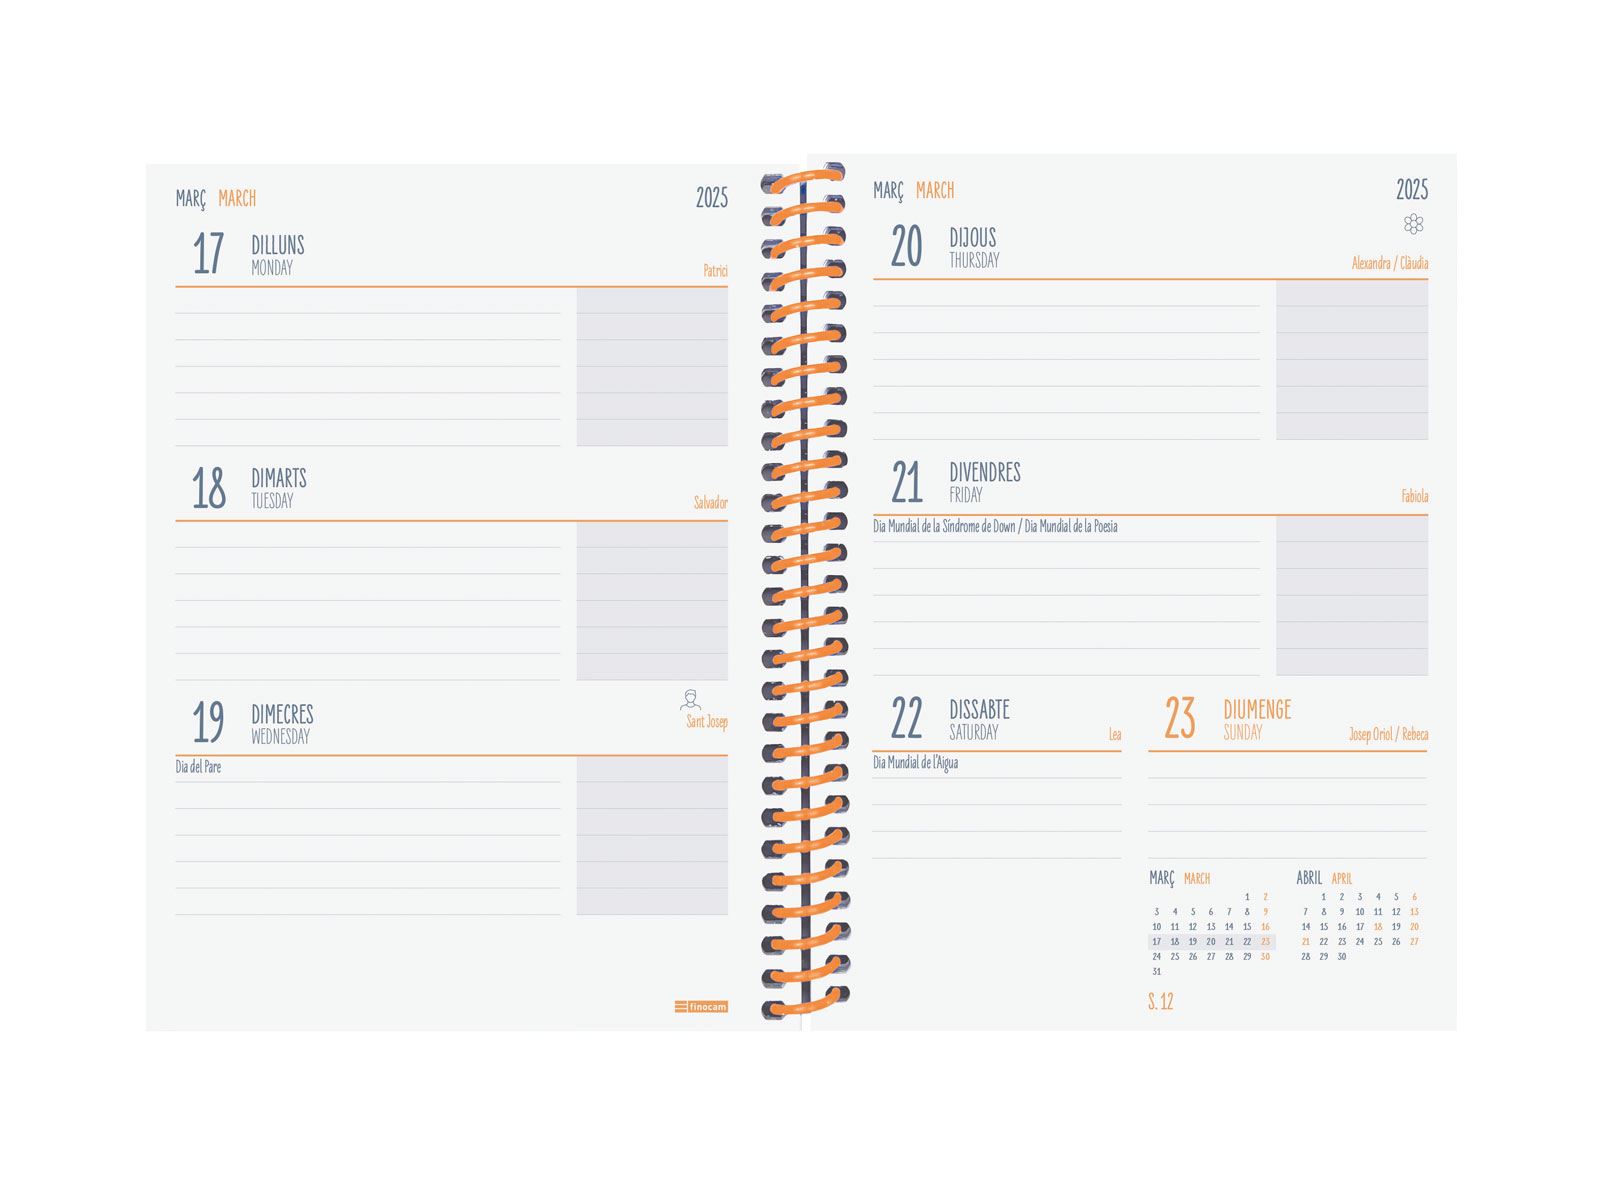 MARÇ MARCH 2025
17 DILLUNS
MONDAY
Patrici
18 DIMARTS
TUESDAY
Salvador
19 DIMECRES
WEDNESDAY
Sant Josep
Dia del Pare
finocam
MARÇ MARCH 2025
20 DIJOUS
THURSDAY
Alexandra / Clàudia
21 DIVENDRES
FRIDAY
Fabiola
Dia Mundial de la Síndrome de Down / Dia Mundial de la Poesia
22 DISSABTE
SATURDAY
Lea
Dia Mundial de l'Aigua
23 DIUMENGE
SUNDAY
Josep Oriol / Rebeca
MARÇ MARCH
1 2
3 4 5 6 7 8 9
10 11 12 13 14 15 16
17 18 19 20 21 22 23
24 25 26 27 28 29 30
31
ABRIL APRIL
1 2 3 4 5 6
7 8 9 10 11 12 13
14 15 16 17 18 19 20
21 22 23 24 25 26 27
28 29 30
S. 12